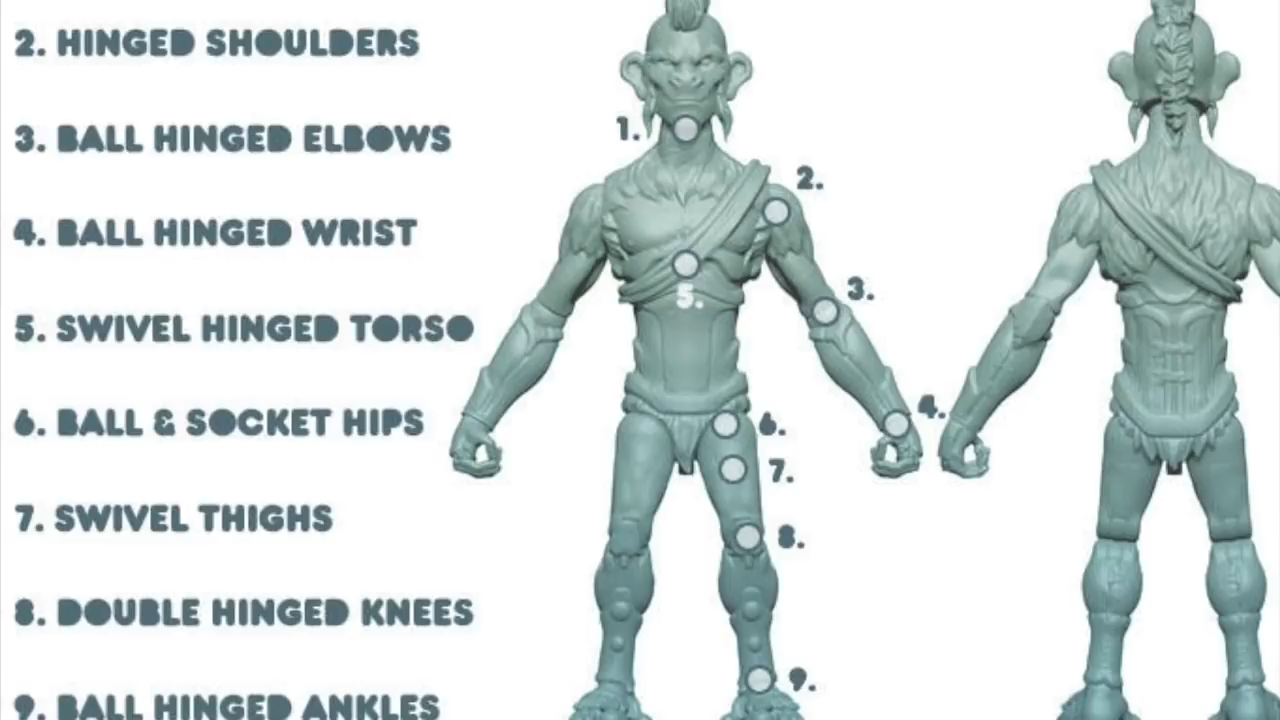 2. HINGED SHOULDERS
3. BALL HINGED ELBOWS
4. BALL HINGED WRIST
5. SWIVEL HINGED TORSO
6. BALL & SOCKET HIPS
7. SWIVEL THIGHS
8. DOUBLE HINGED KNEES
9. BALL HINGED ANKLES
1.
2.
3.
4.
5.
6.
7.
8.
9.